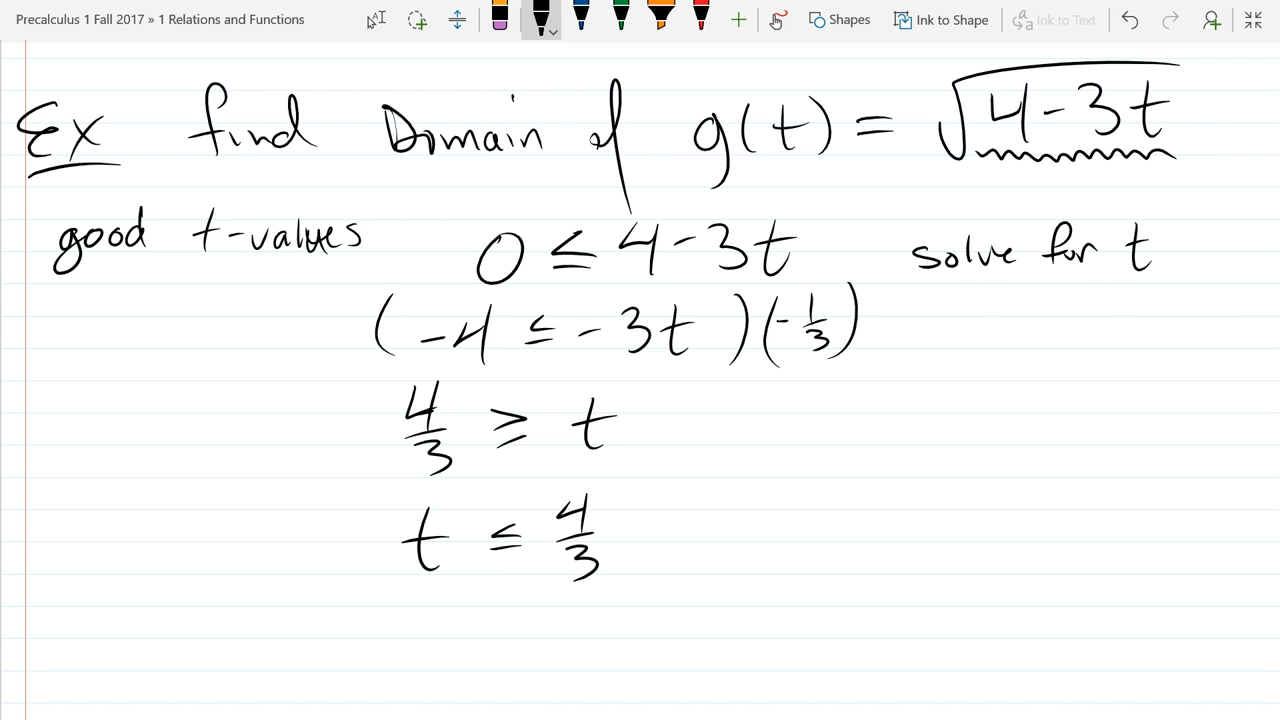 Precalculus 1 Fall 2017 » 1 Relations and Functions Shapes Ink to Shape Ink to Text
Ex find Domain of g(t) = √(4-3t)
good t-values 0 ≤ 4-3t solve for t
(-4 ≤ -3t)(-1/3)
4/3 ≥ t
t ≤ 4/3